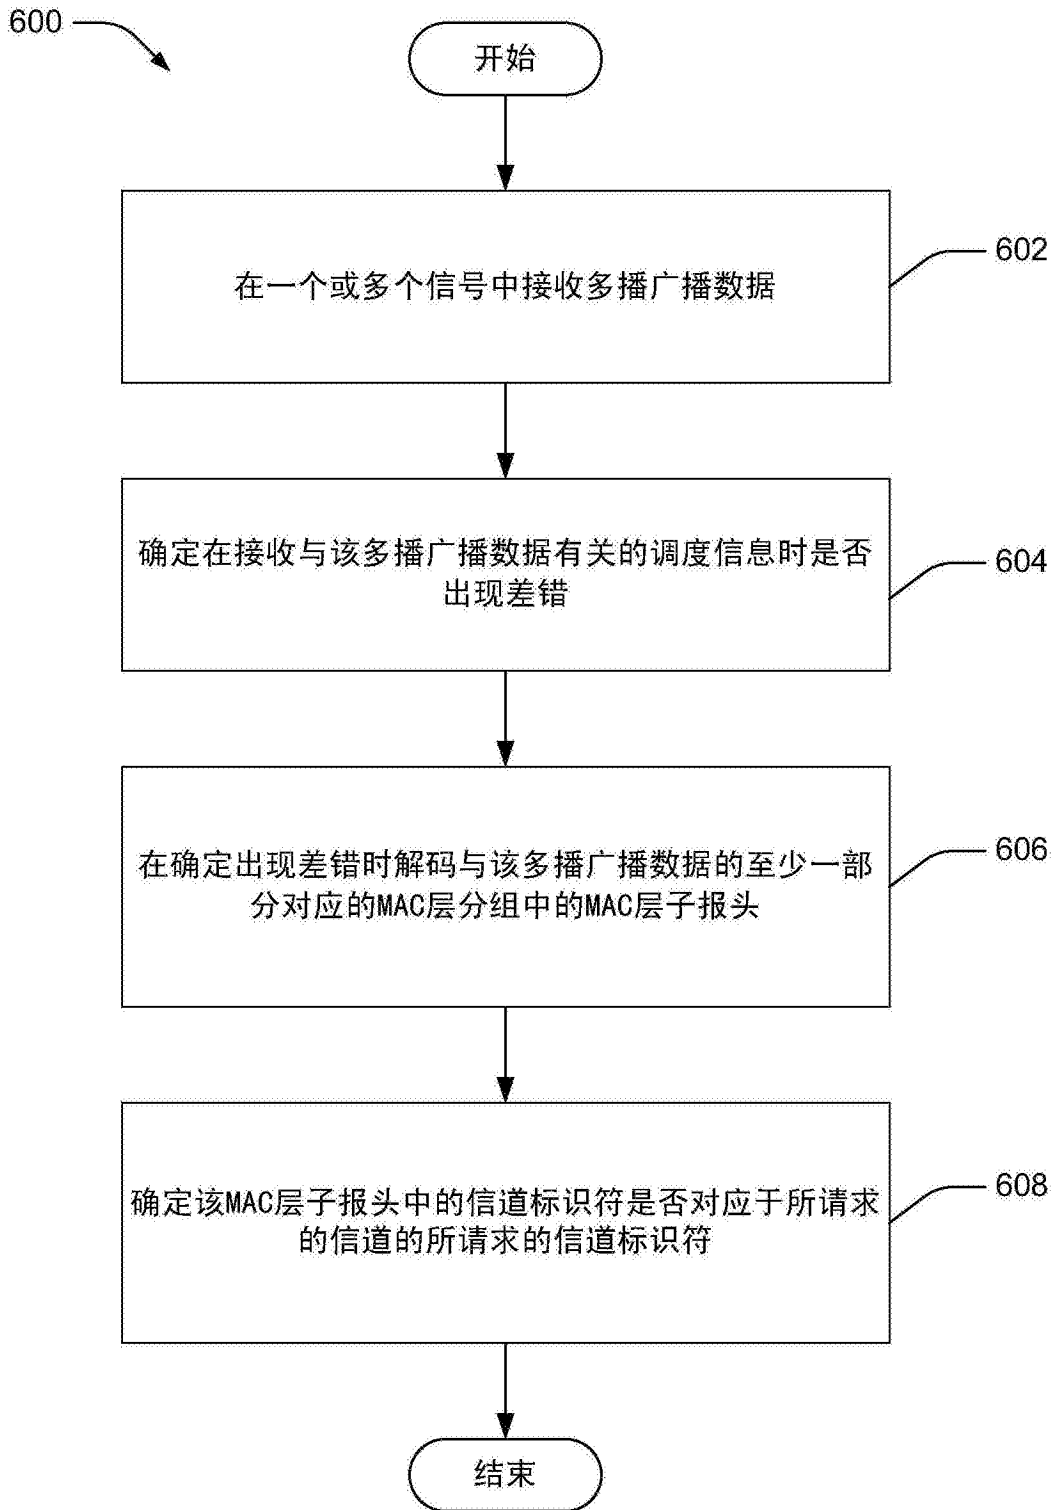 600
开始
在一个或多个信号中接收多播广播数据
602
确定在接收与该多播广播数据有关的调度信息时是否
出现差错
604
在确定出现差错时解码与该多播广播数据的至少一部
分对应的MAC层分组中的MAC层子报头
606
确定该MAC层子报头中的信道标识符是否对应于所请求
的信道的所请求的信道标识符
608
结束